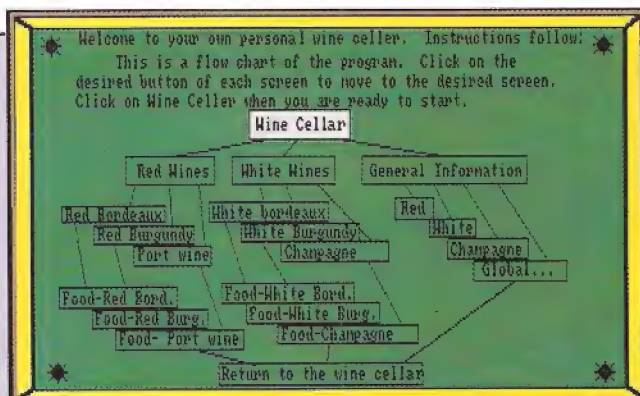 Welcome to your own personal wine celler. Instructions follow:
This is a flow chart of the program. Click on the
desired button of each screen to move to the desired screen.
Click on Wine Celler when you are ready to start.
Wine Cellar
Red Wines White Wines General Information
Red Bordeaux White bordeaux Red
Red Burgundy White Burgundy White
Port wine Champagne Champagne
Global...
Food-Red Bord. Food-White Bord.
Food-Red Burg. Food-White Burg.
Food- Port wine Food-Champagne
Return to the wine cellar